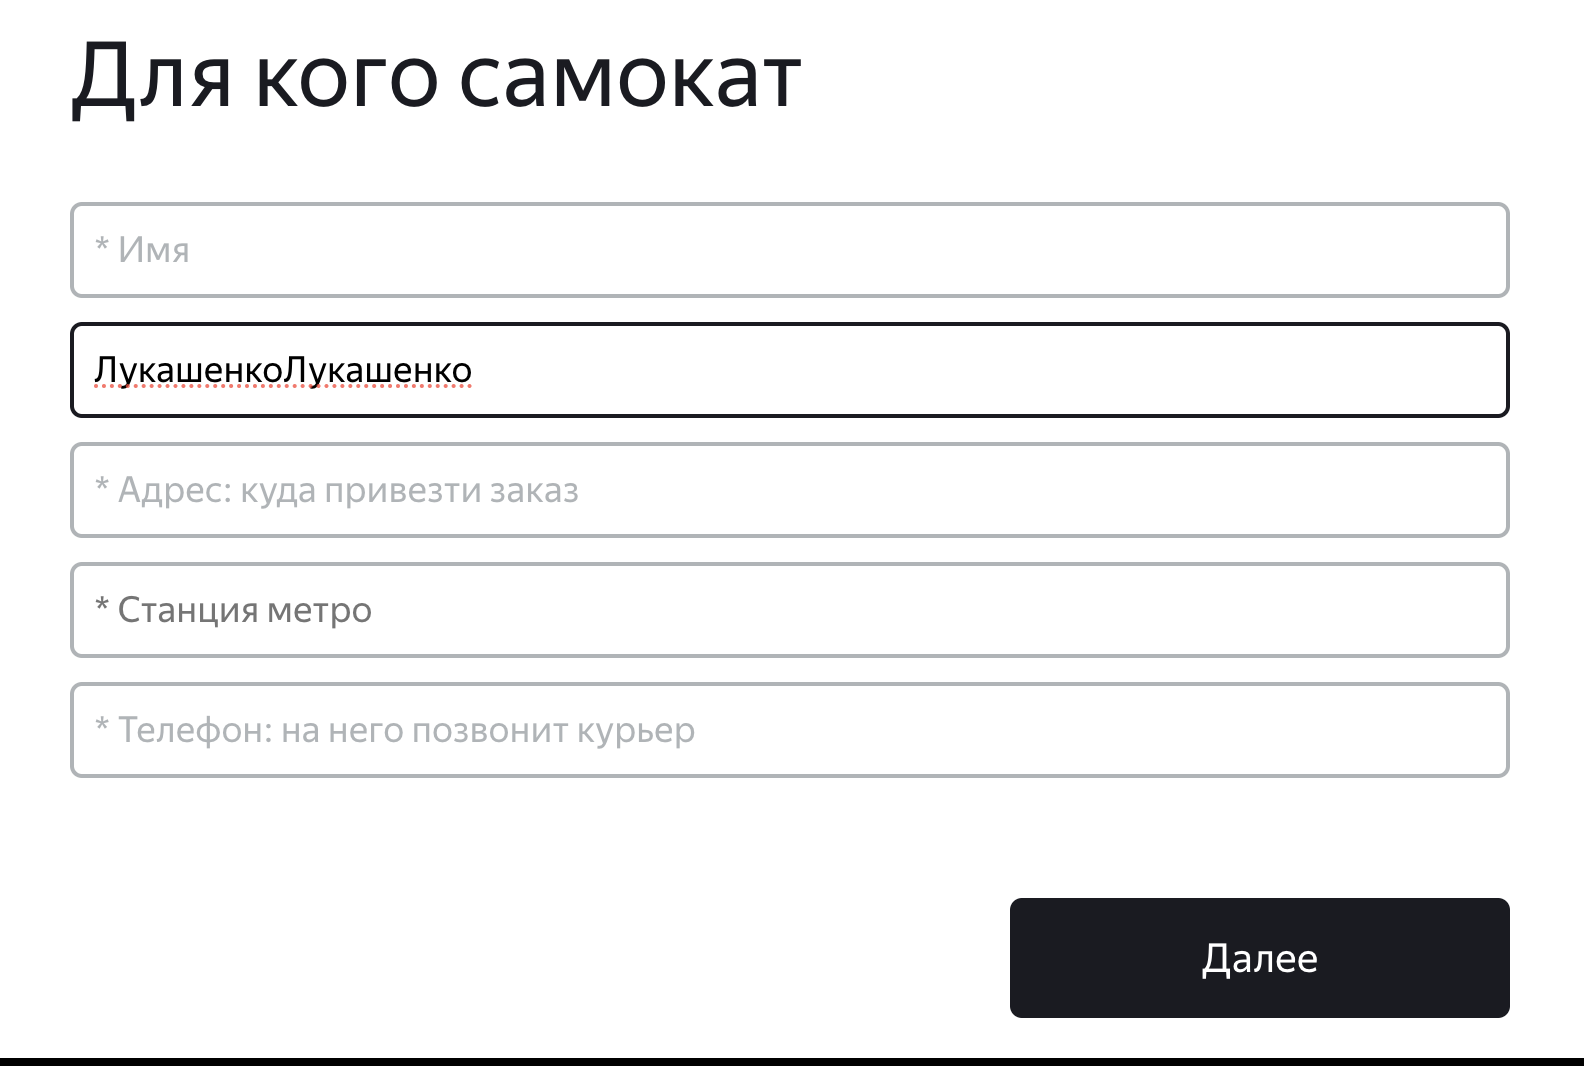 Для кого самокат
* Имя
ЛукашенкоЛукашенко
* Адрес: куда привезти заказ
* Станция метро
* Телефон: на него позвонит курьер
Далее